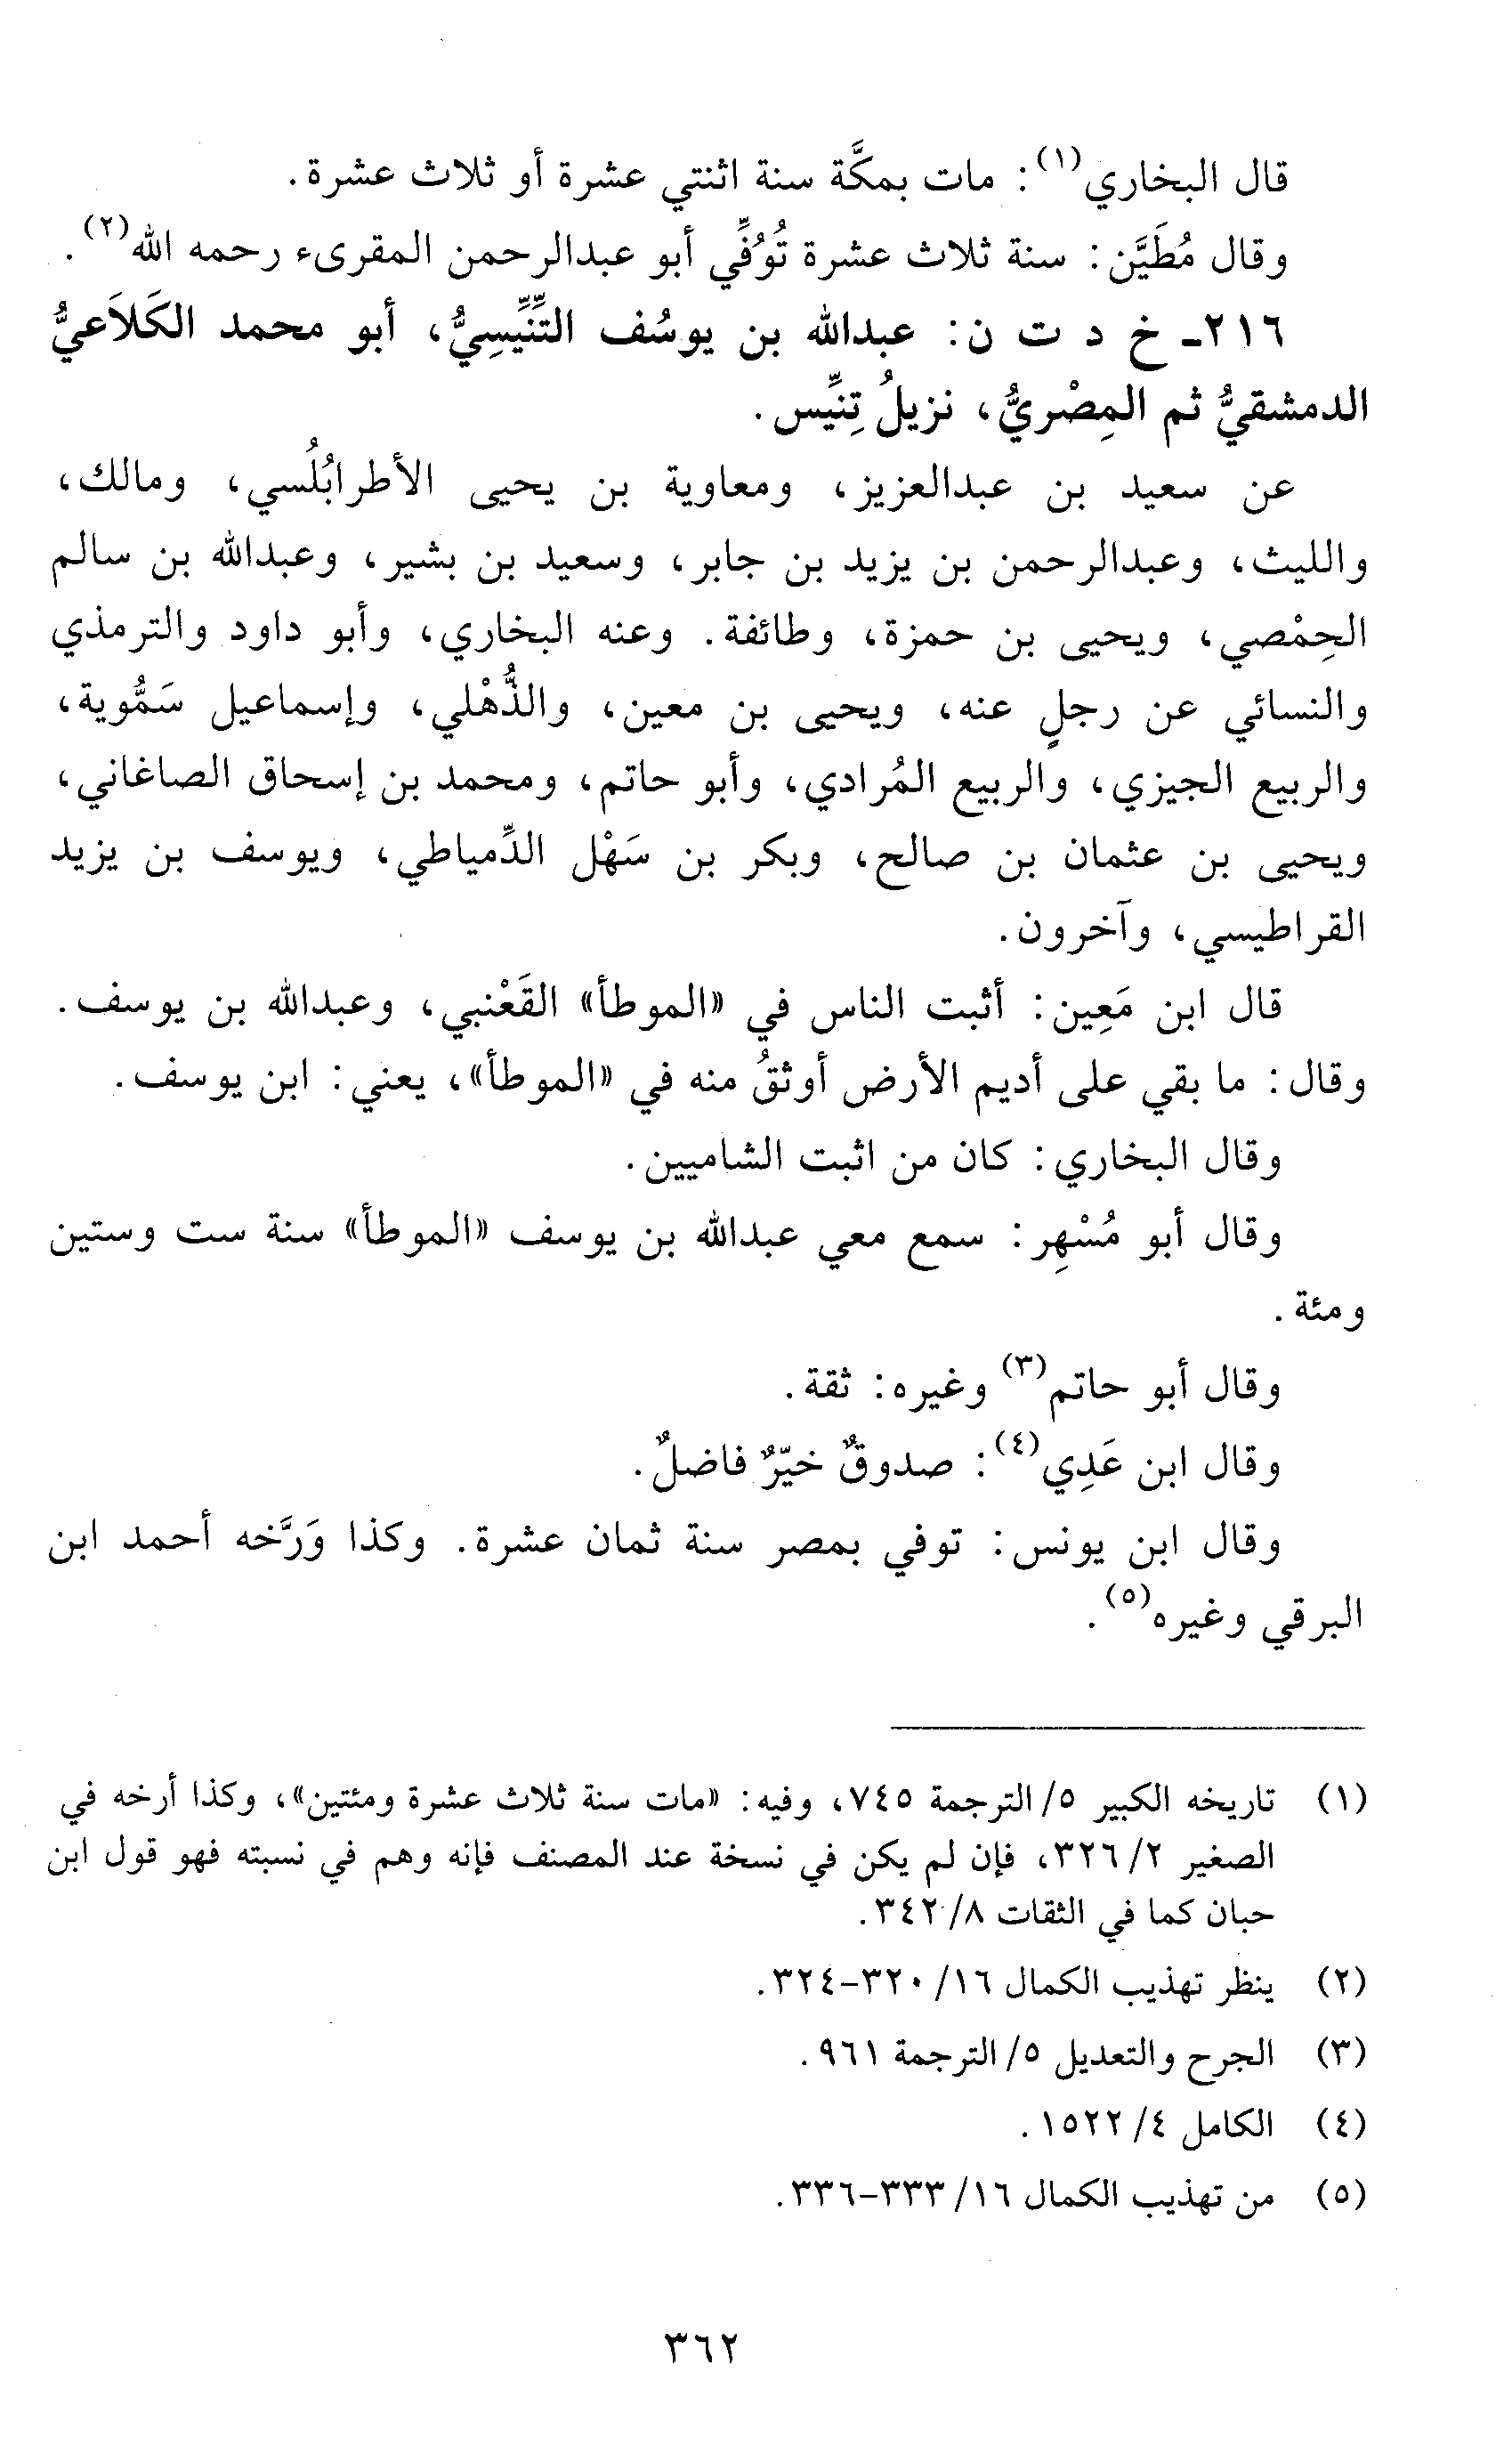 قال البخاري(١): مات بمكَّة سنة اثنتي عشرة أو ثلاث عشرة.
وقال مُطَيَّن: سنة ثلاث عشرة تُوُفِّي أبو عبدالرحمن المقرىء رحمه الله(٢).
٢١٦ـ خ د ت ن: عبدالله بن يوسُف التِّنِّيسِيُّ، أبو محمد الكَلاَعيُّ
الدمشقيُّ ثم المِصْريُّ، نزيلُ تِنِّيس.
عن سعيد بن عبدالعزيز، ومعاوية بن يحيى الأطرابُلُسي، ومالك،
والليث، وعبدالرحمن بن يزيد بن جابر، وسعيد بن بشير، وعبدالله بن سالم
الحِمْصي، ويحيى بن حمزة، وطائفة. وعنه البخاري، وأبو داود والترمذي
والنسائي عن رجلٍ عنه، ويحيى بن معين، والذُّهْلي، وإسماعيل سَمُّوية،
والربيع الجيزي، والربيع المُرادي، وأبو حاتم، ومحمد بن إسحاق الصاغاني،
ويحيى بن عثمان بن صالح، وبكر بن سَهْل الدِّمياطي، ويوسف بن يزيد
القراطيسي، وآخرون.
قال ابن مَعِين: أثبت الناس في «الموطأ» القَعْنبي، وعبدالله بن يوسف.
وقال: ما بقي على أديم الأرض أوثقُ منه في «الموطأ»، يعني: ابن يوسف.
وقال البخاري: كان من اثبت الشاميين.
وقال أبو مُسْهِر: سمع معي عبدالله بن يوسف «الموطأ» سنة ست وستين
ومئة.
وقال أبو حاتم(٣) وغيره: ثقة.
وقال ابن عَدِي(٤): صدوقٌ خيّرٌ فاضلٌ.
وقال ابن يونس: توفي بمصر سنة ثمان عشرة. وكذا وَرَّخه أحمد ابن
البرقي وغيره(٥).
(١) تاريخه الكبير ٥/ الترجمة ٧٤٥، وفيه: «مات سنة ثلاث عشرة ومئتين»، وكذا أرخه في
الصغير ٢/ ٣٢٦، فإن لم يكن في نسخة عند المصنف فإنه وهم في نسبته فهو قول ابن
حبان كما في الثقات ٨/ ٣٤٢.
(٢) ينظر تهذيب الكمال ١٦/ ٣٢٠-٣٢٤.
(٣) الجرح والتعديل ٥/ الترجمة ٩٦١.
(٤) الكامل ٤/ ١٥٢٢.
(٥) من تهذيب الكمال ١٦/ ٣٣٣-٣٣٦.
٣٦٢